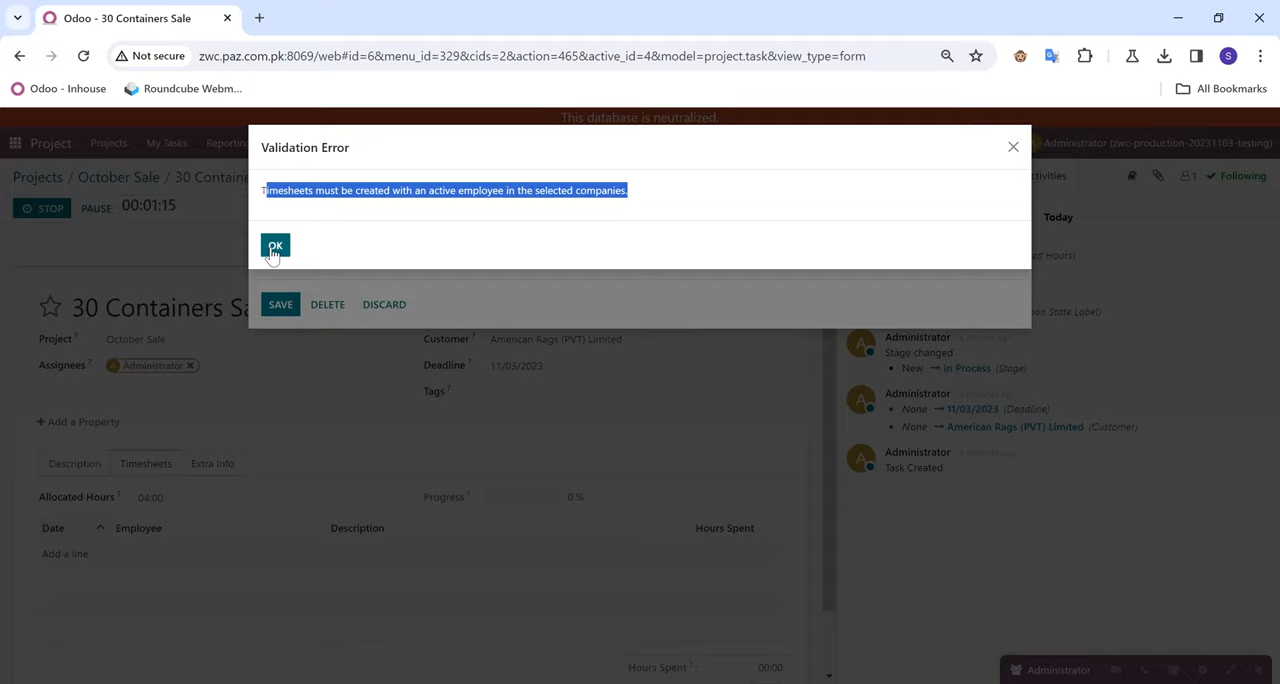 Odoo - 30 Containers Sale
Not secure zwc.paz.com.pk:8069/web#id=6&menu_id=329&cids=2&action=465&active_id=4&model=project.task&view_type=form
S
Odoo - Inhouse Roundcube Webm... All Bookmarks
This database is neutralized.
Project Projects My Tasks Reporting Administrator (zwc-production-20231103-testing)
Validation Error
Projects / October Sale / 30 Containe
1 Following
Timesheets must be created with an active employee in the selected companies.
STOP PAUSE 00:01:15
Today
OK
ed Hours)
30 Containers Sa
SAVE DELETE DISCARD
on State Label)
Project ? October Sale
Customer ? American Rags (PVT) Limited
Administrator
Stage changed
Assignees ? A Administrator
Deadline ? 11/03/2023
New → In Process (Stage)
Tags ?
Administrator
None → 11/03/2023 (Deadline)
+ Add a Property
None → American Rags (PVT) Limited (Customer)
Administrator
Task Created
Description Timesheets Extra Info
Allocated Hours ? 04:00
Progress ? 0 %
Date Employee Description Hours Spent
Add a line
Hours Spent ? : 00:00
Administrator